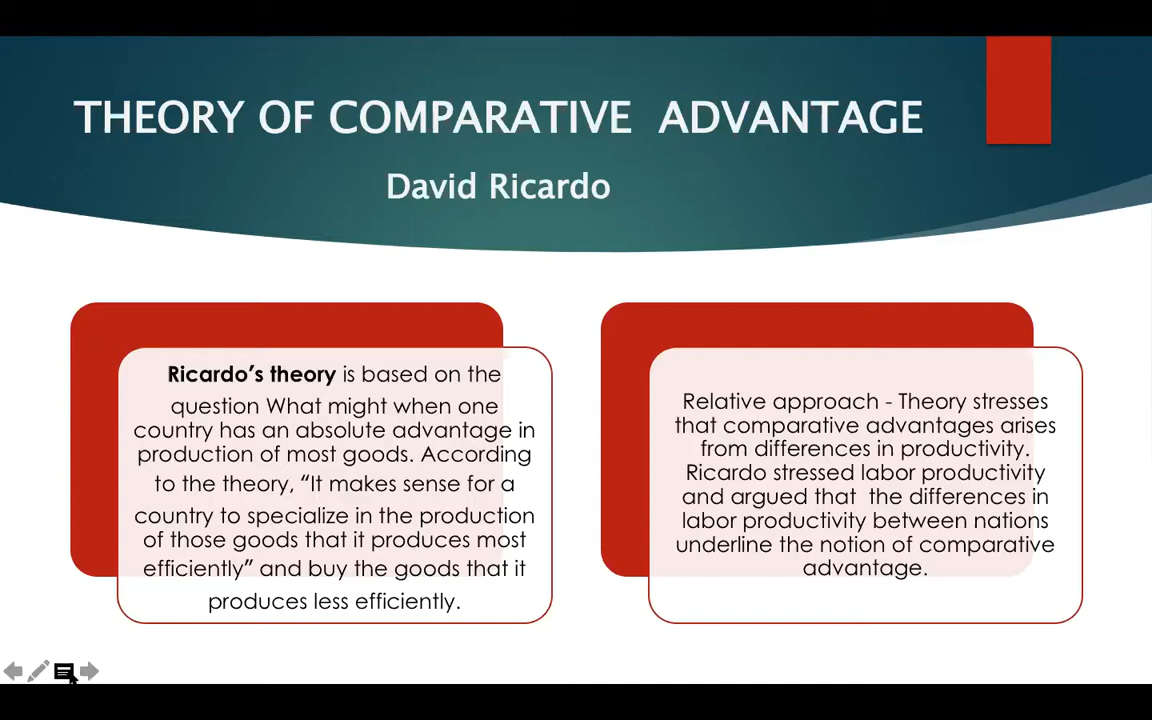 THEORY OF COMPARATIVE ADVANTAGE
David Ricardo
Ricardo’s theory is based on the
question What might when one
country has an absolute advantage in
production of most goods. According
to the theory, “It makes sense for a
country to specialize in the production
of those goods that it produces most
efficiently” and buy the goods that it
produces less efficiently.
Relative approach - Theory stresses
that comparative advantages arises
from differences in productivity.
Ricardo stressed labor productivity
and argued that the differences in
labor productivity between nations
underline the notion of comparative
advantage.